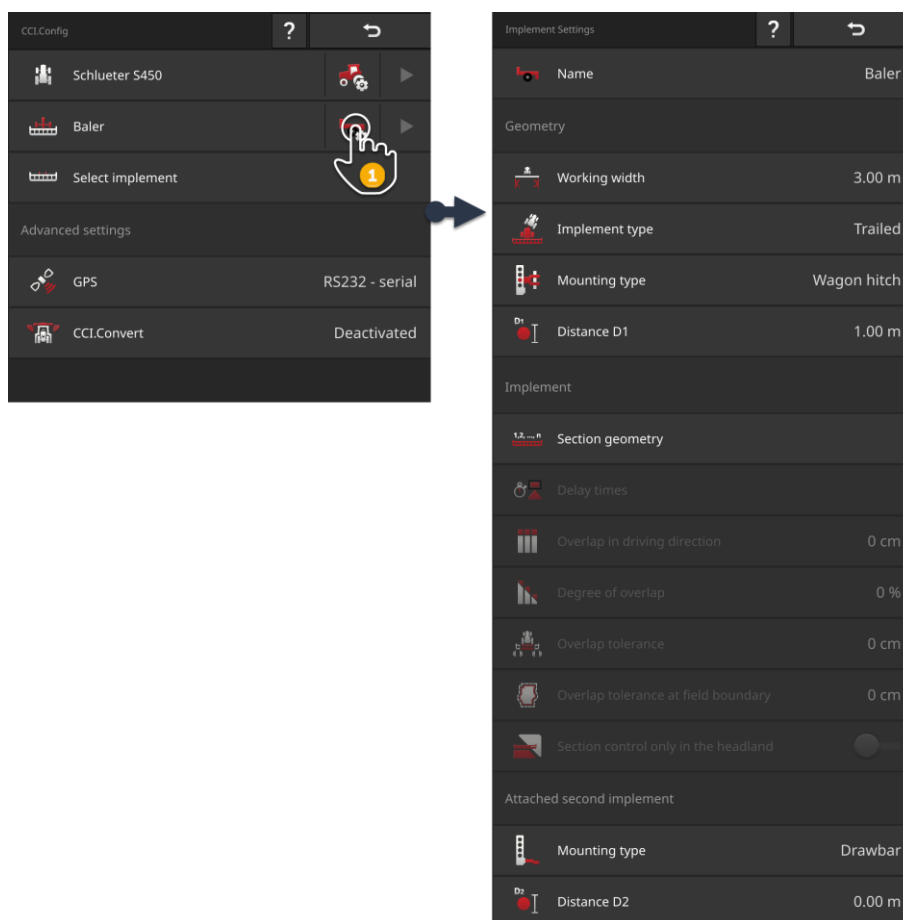 CCI.Config
?
Schlueter S450
Baler
1
Select implement
Advanced settings
GPS RS232 - serial
CCI.Convert Deactivated
Implement Settings
?
Name Baler
Geometry
Working width 3.00 m
Implement type Trailed
Mounting type Wagon hitch
D1
Distance D1 1.00 m
Implement
1,2, ..., n
Section geometry
Delay times
Overlap in driving direction 0 cm
Degree of overlap 0 %
Overlap tolerance 0 cm
Overlap tolerance at field boundary 0 cm
Section control only in the headland
Attached second implement
Mounting type Drawbar
D2
Distance D2 0.00 m